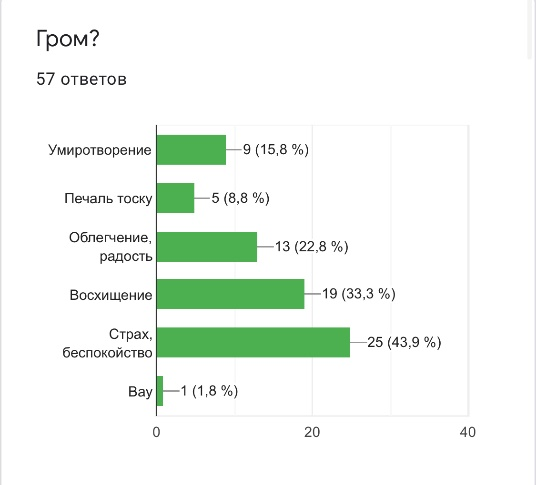 Гром?
57 ответов
Умиротворение
9 (15,8 %)
Печаль тоску
5 (8,8 %)
Облегчение,
радость
13 (22,8 %)
Восхищение
19 (33,3 %)
Страх,
беспокойство
25 (43,9 %)
Вау
1 (1,8 %)
0 20 40